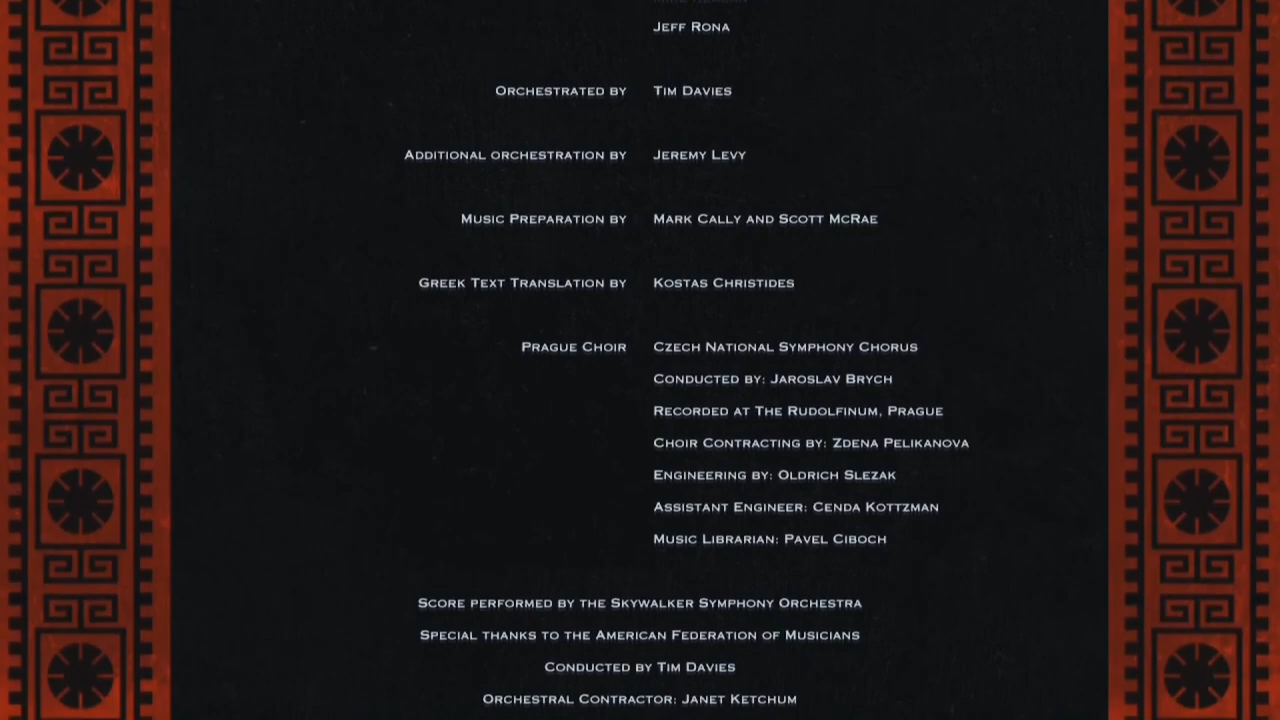 Jeff Rona
Orchestrated by Tim Davies
Additional orchestration by Jeremy Levy
Music Preparation by Mark Cally and Scott McRae
Greek Text Translation by Kostas Christides
Prague Choir Czech National Symphony Chorus
Conducted by: Jaroslav Brych
Recorded at The Rudolfinum, Prague
Choir Contracting by: Zdena Pelikanova
Engineering by: Oldrich Slezak
Assistant Engineer: Cenda Kottzman
Music Librarian: Pavel Ciboch
Score performed by the Skywalker Symphony Orchestra
Special thanks to the American Federation of Musicians
Conducted by Tim Davies
Orchestral Contractor: Janet Ketchum